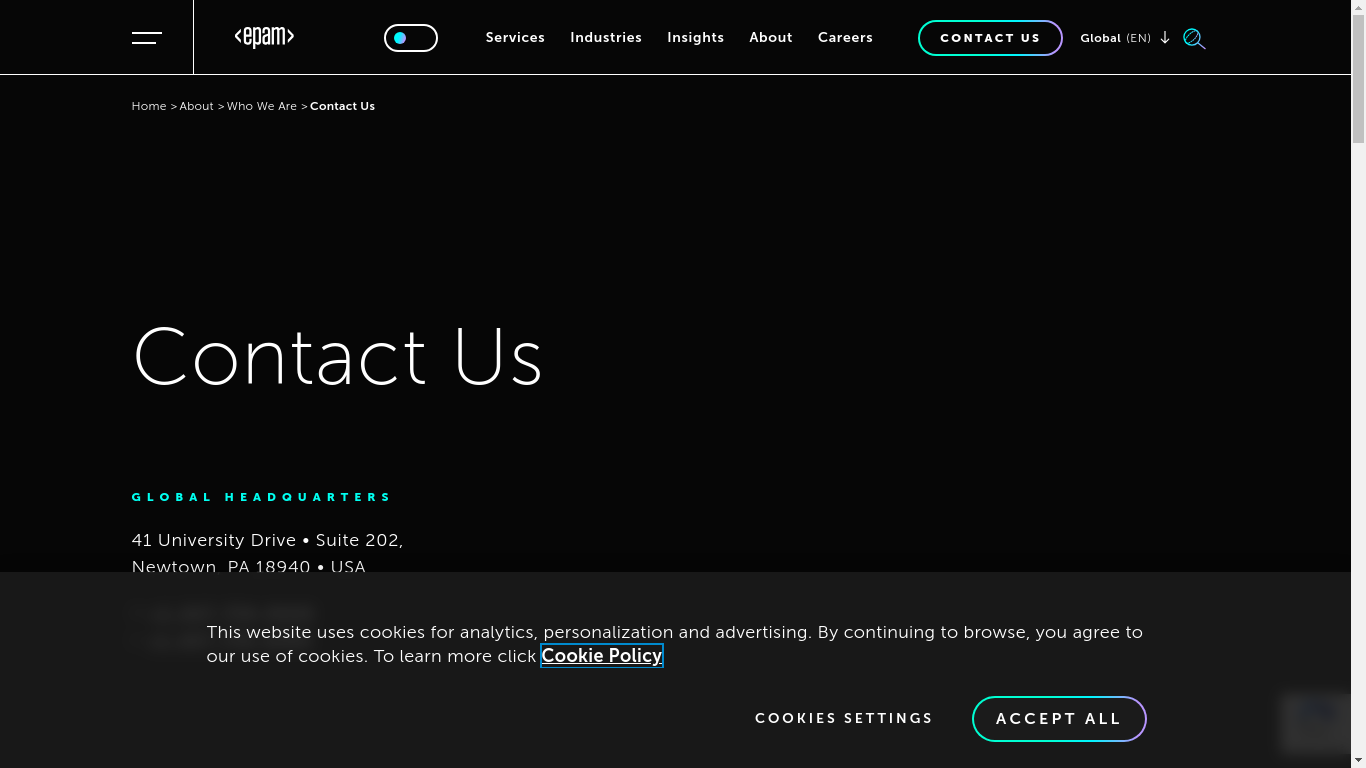 <epam>
Services
Industries
Insights
About
Careers
CONTACT US
Global (EN)
Home > About > Who We Are > Contact Us
Contact Us
GLOBAL HEADQUARTERS
41 University Drive • Suite 202,
Newtown, PA 18940 • USA
This website uses cookies for analytics, personalization and advertising. By continuing to browse, you agree to
our use of cookies. To learn more click Cookie Policy
COOKIES SETTINGS
ACCEPT ALL